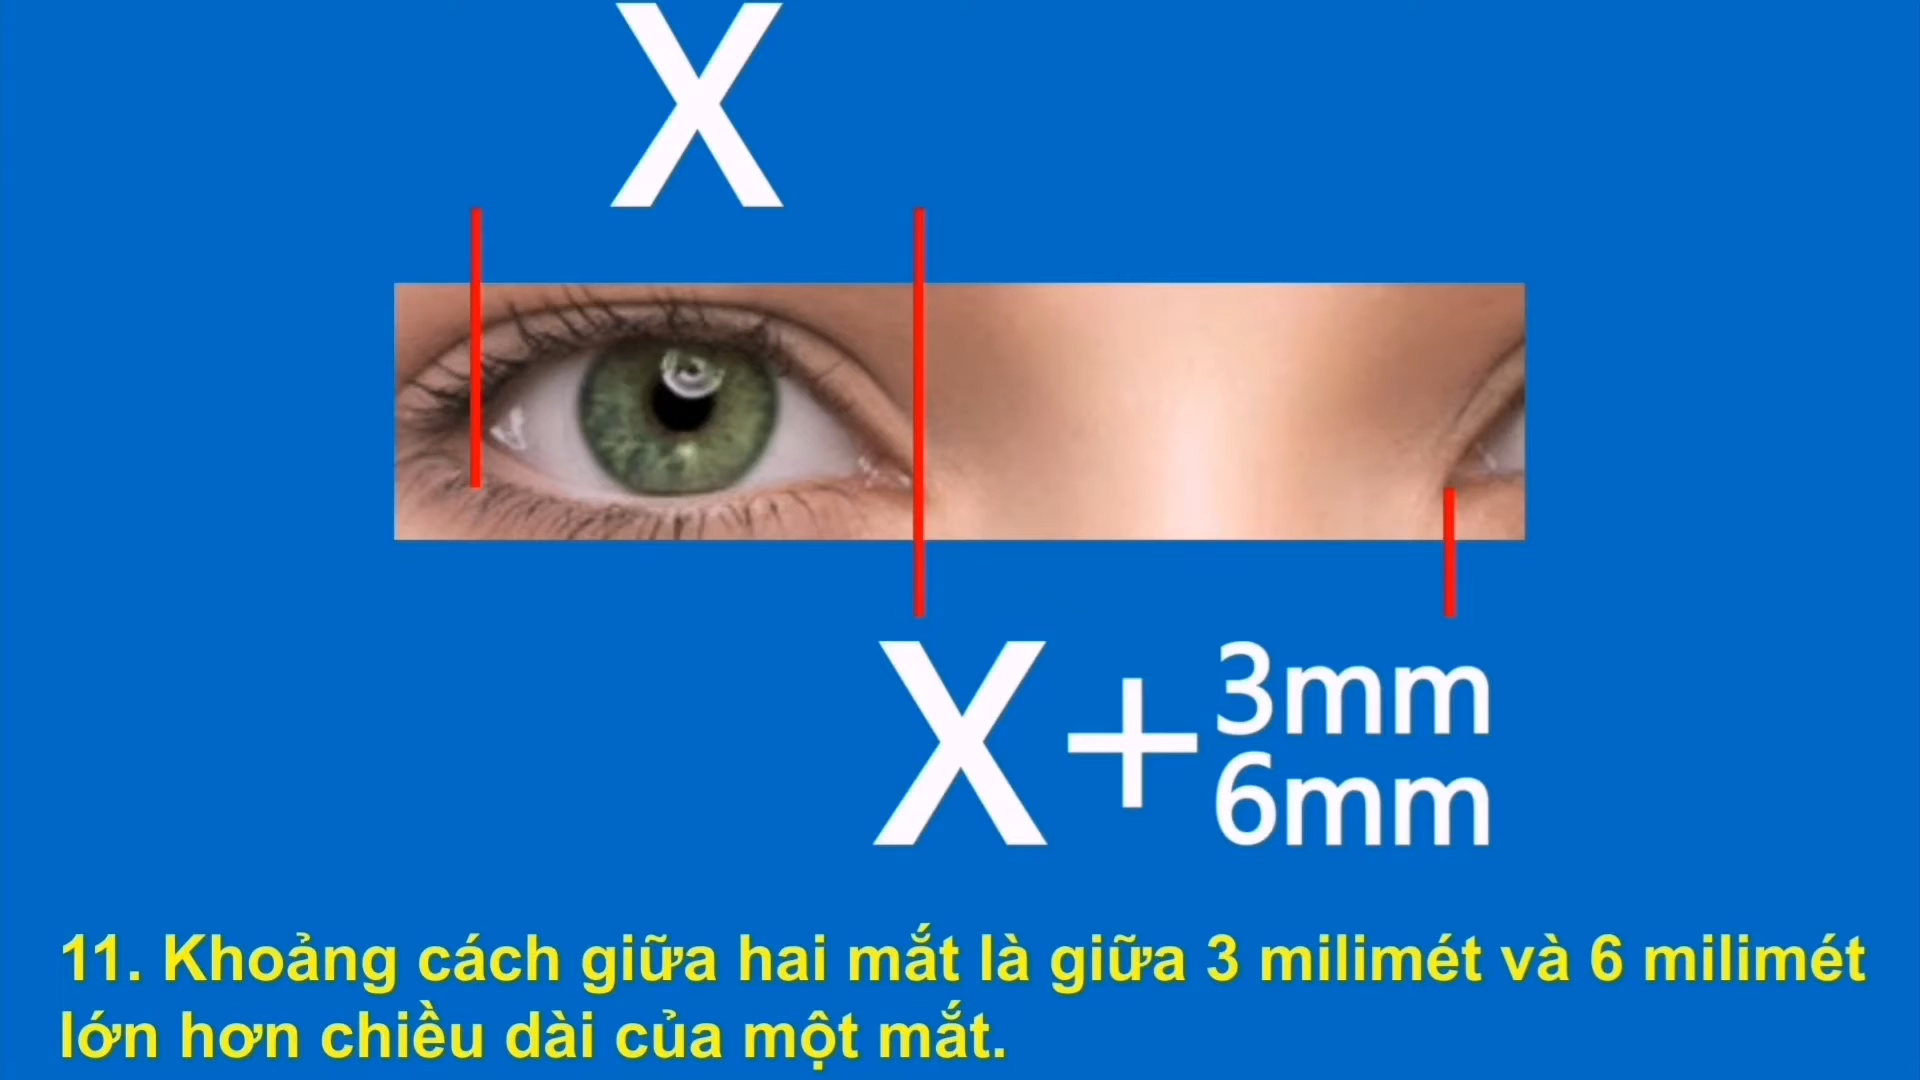 X
X+3mm
6mm
11. Khoảng cách giữa hai mắt là giữa 3 milimét và 6 milimét
lớn hơn chiều dài của một mắt.